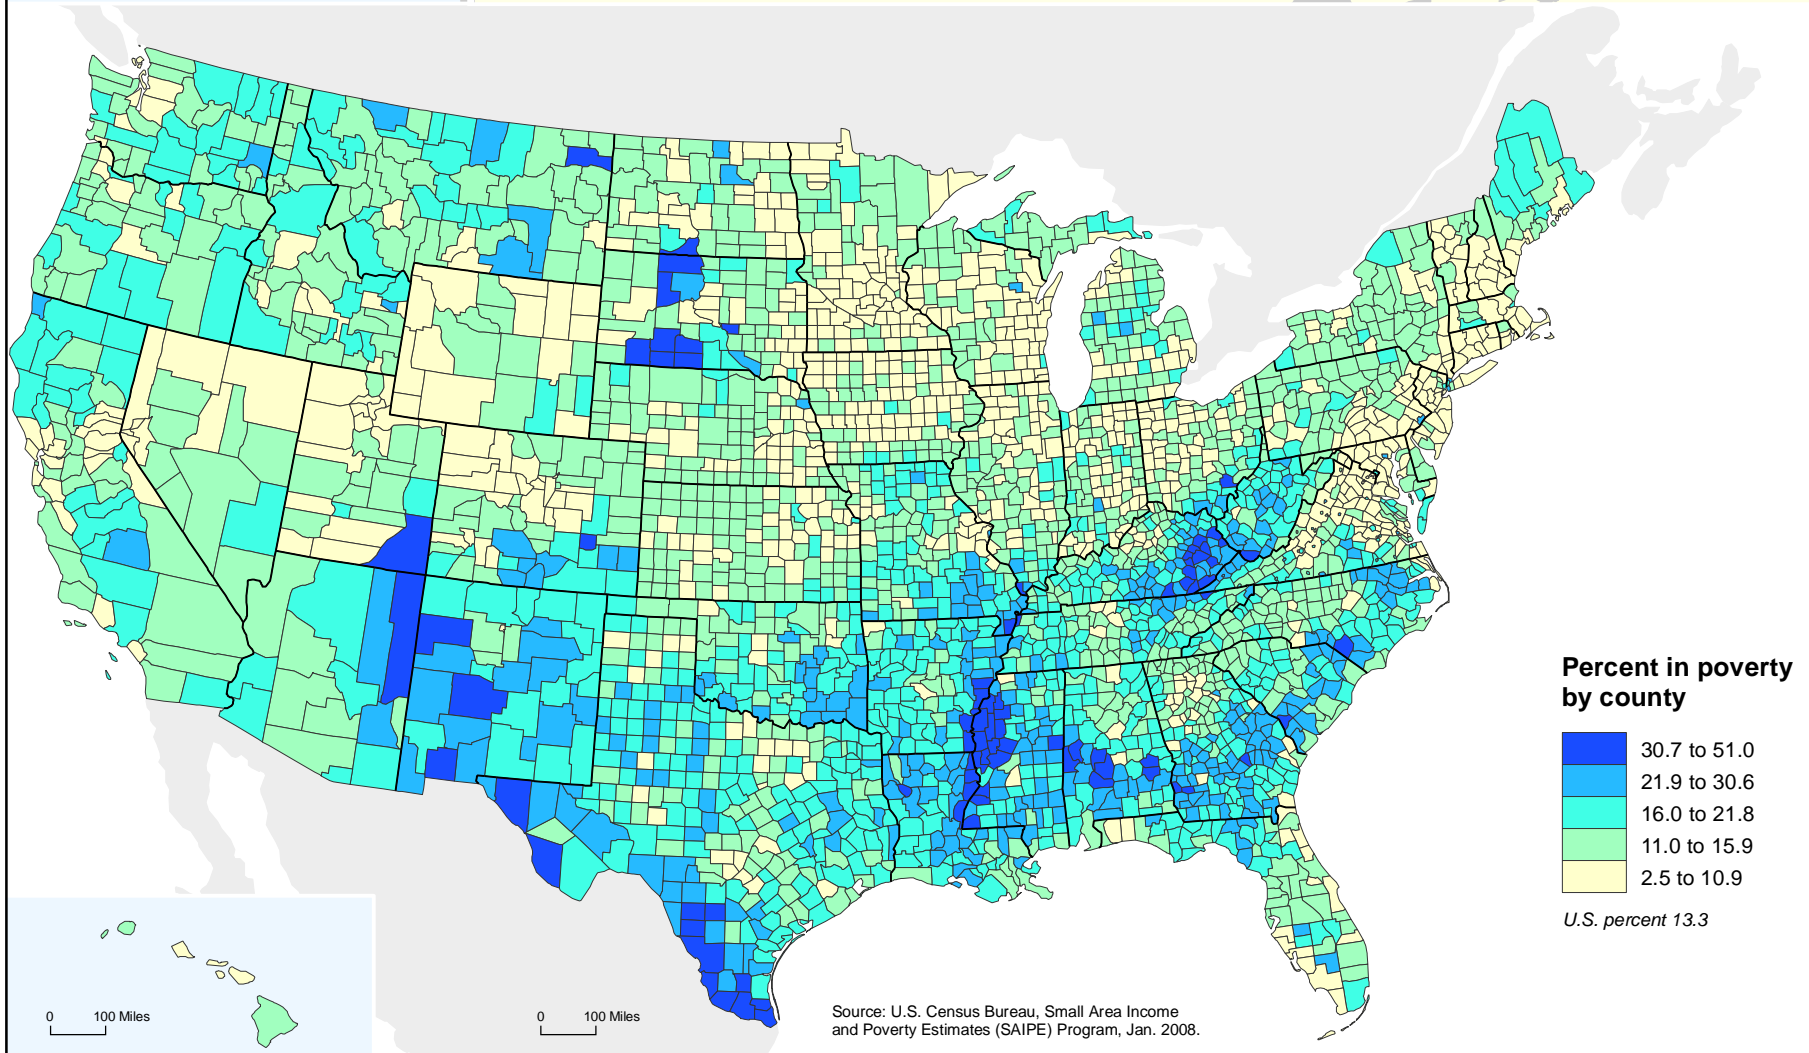 Percent in poverty
by county
30.7 to 51.0
21.9 to 30.6
16.0 to 21.8
11.0 to 15.9
2.5 to 10.9
U.S. percent 13.3
0 100 Miles
0 100 Miles
Source: U.S. Census Bureau, Small Area Income
and Poverty Estimates (SAIPE) Program, Jan. 2008.